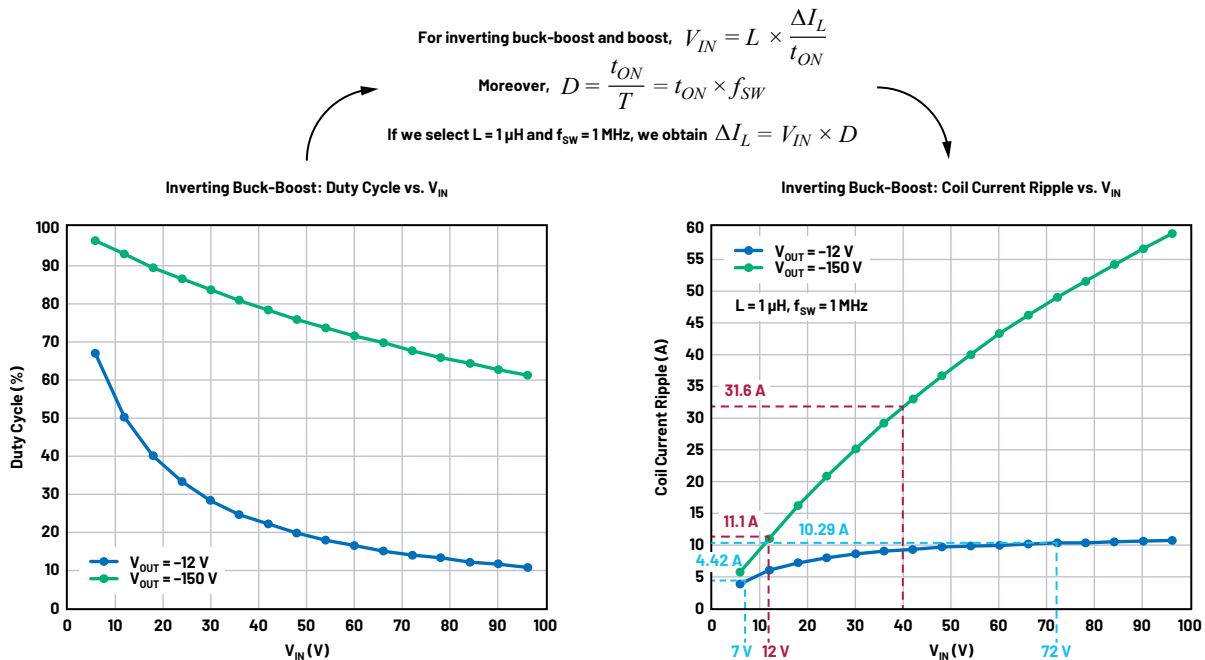 For inverting buck-boost and boost, V_IN = L × ΔI_L / t_ON
Moreover, D = t_ON / T = t_ON × f_SW
If we select L = 1 µH and f_SW = 1 MHz, we obtain ΔI_L = V_IN × D
Inverting Buck-Boost: Duty Cycle vs. V_IN
100
90
80
70
60
50
40
30
20
10
0
Duty Cycle (%)
V_OUT = –12 V
V_OUT = –150 V
0 10 20 30 40 50 60 70 80 90 100
V_IN (V)
Inverting Buck-Boost: Coil Current Ripple vs. V_IN
60
55
50
45
40
35
30
25
20
15
10
5
0
Coil Current Ripple (A)
V_OUT = –12 V
V_OUT = –150 V
L = 1 µH, f_SW = 1 MHz
31.6 A
11.1 A
10.29 A
4.42 A
0 10 20 30 40 50 60 70 80 90 100
7 V 12 V 72 V
V_IN (V)